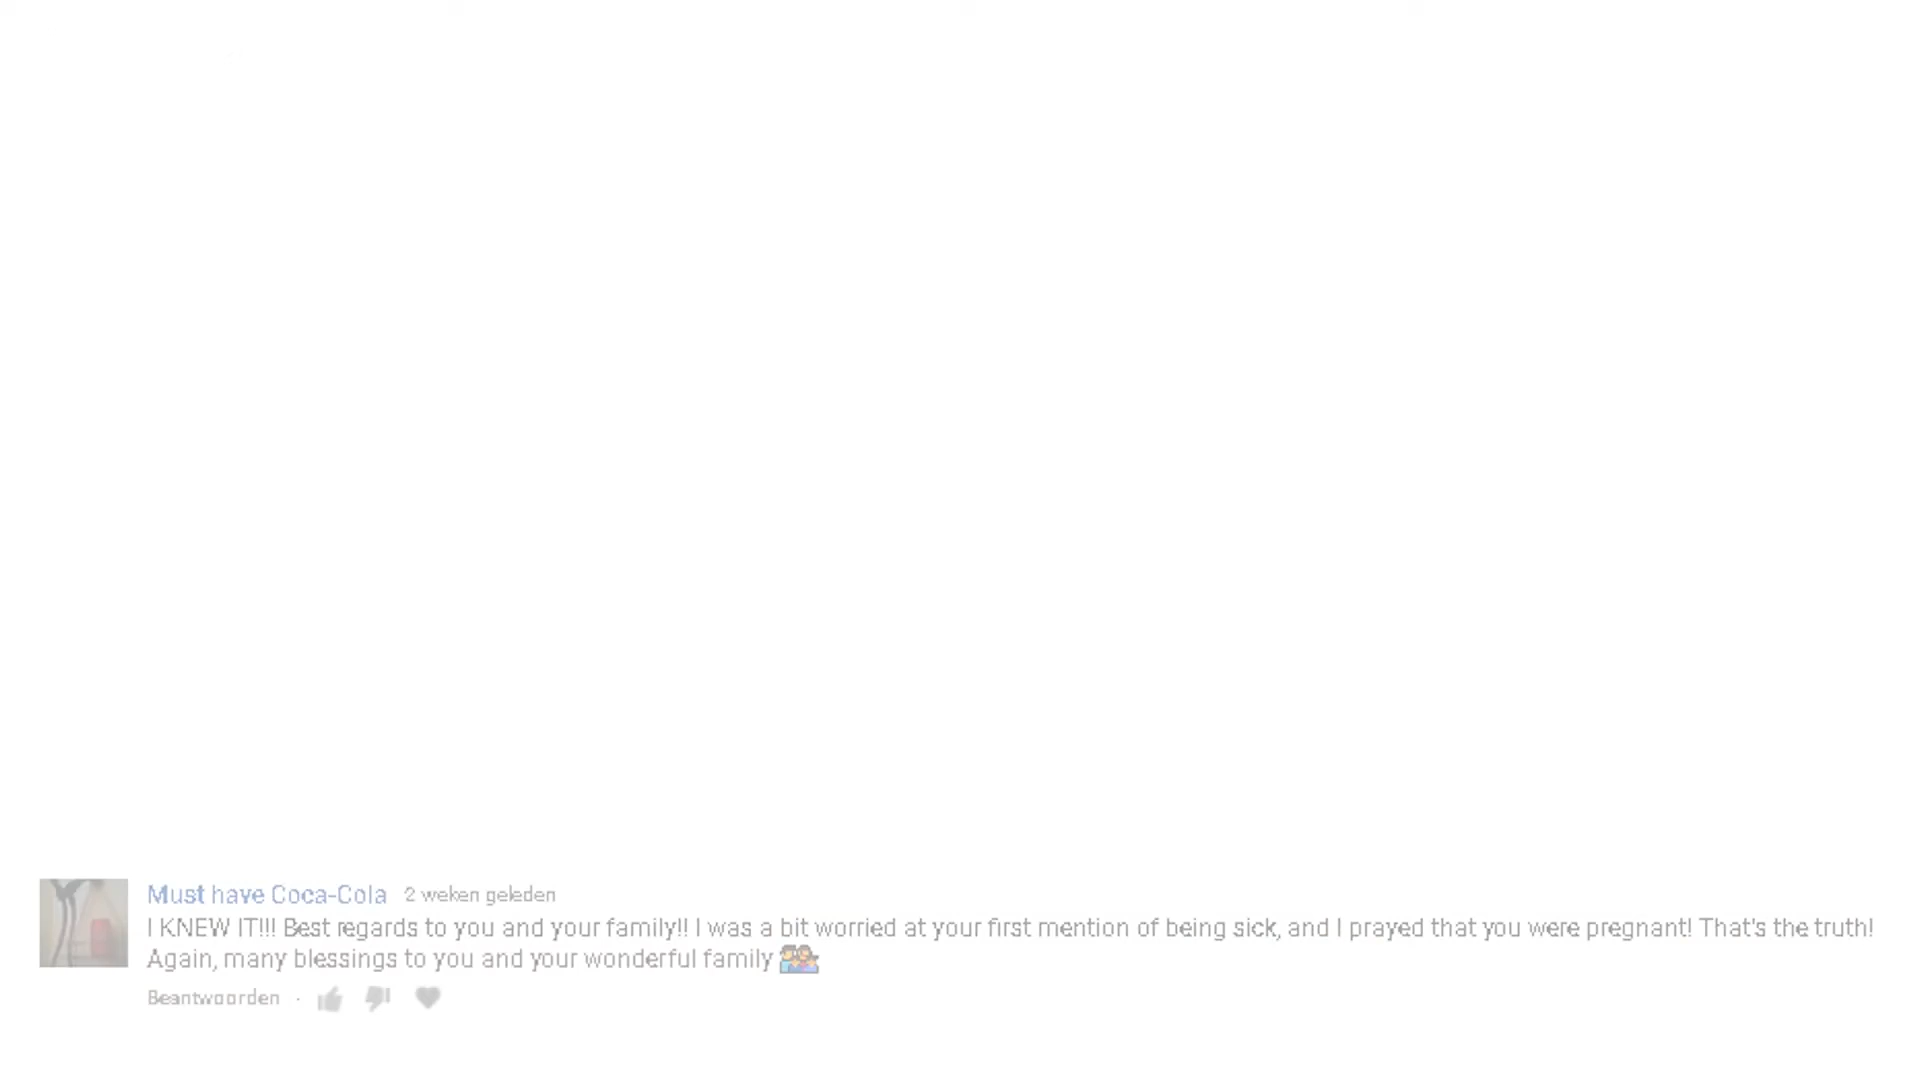 Must have Coca-Cola 2 weken geleden
I KNEW IT!!! Best regards to you and your family!! I was a bit worried at your first mention of being sick, and I prayed that you were pregnant! That's the truth!
Again, many blessings to you and your wonderful family
Beantwoorden ·